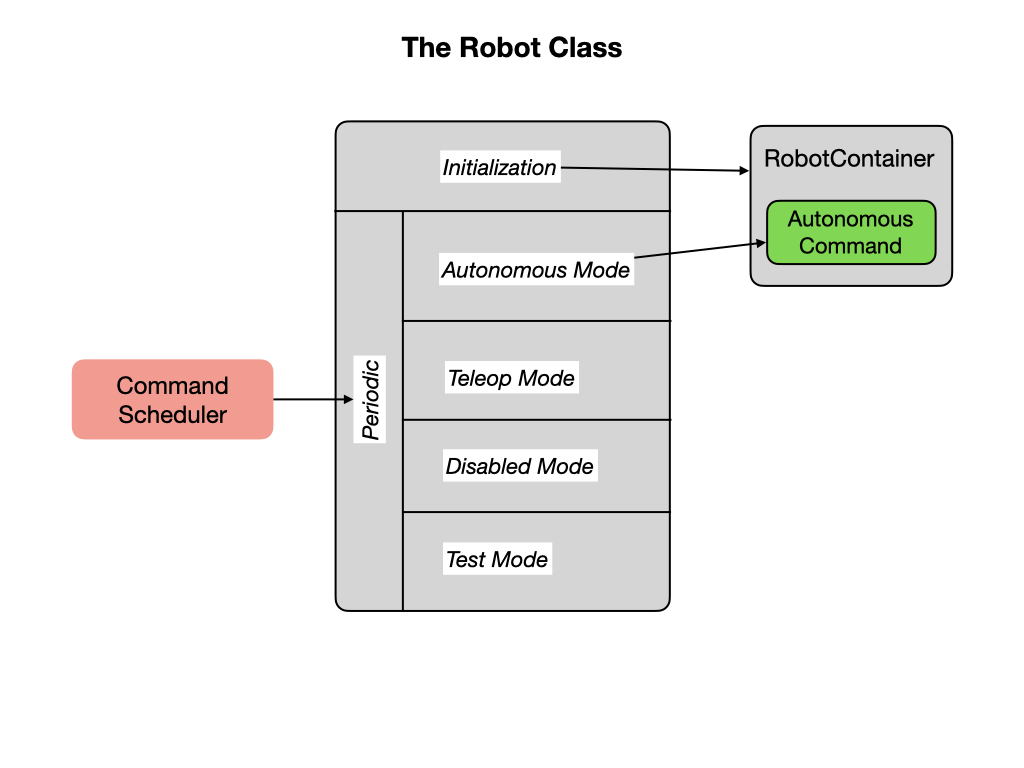 The Robot Class
Initialization
RobotContainer
Autonomous
Command
Autonomous Mode
Command
Scheduler
Periodic
Teleop Mode
Disabled Mode
Test Mode